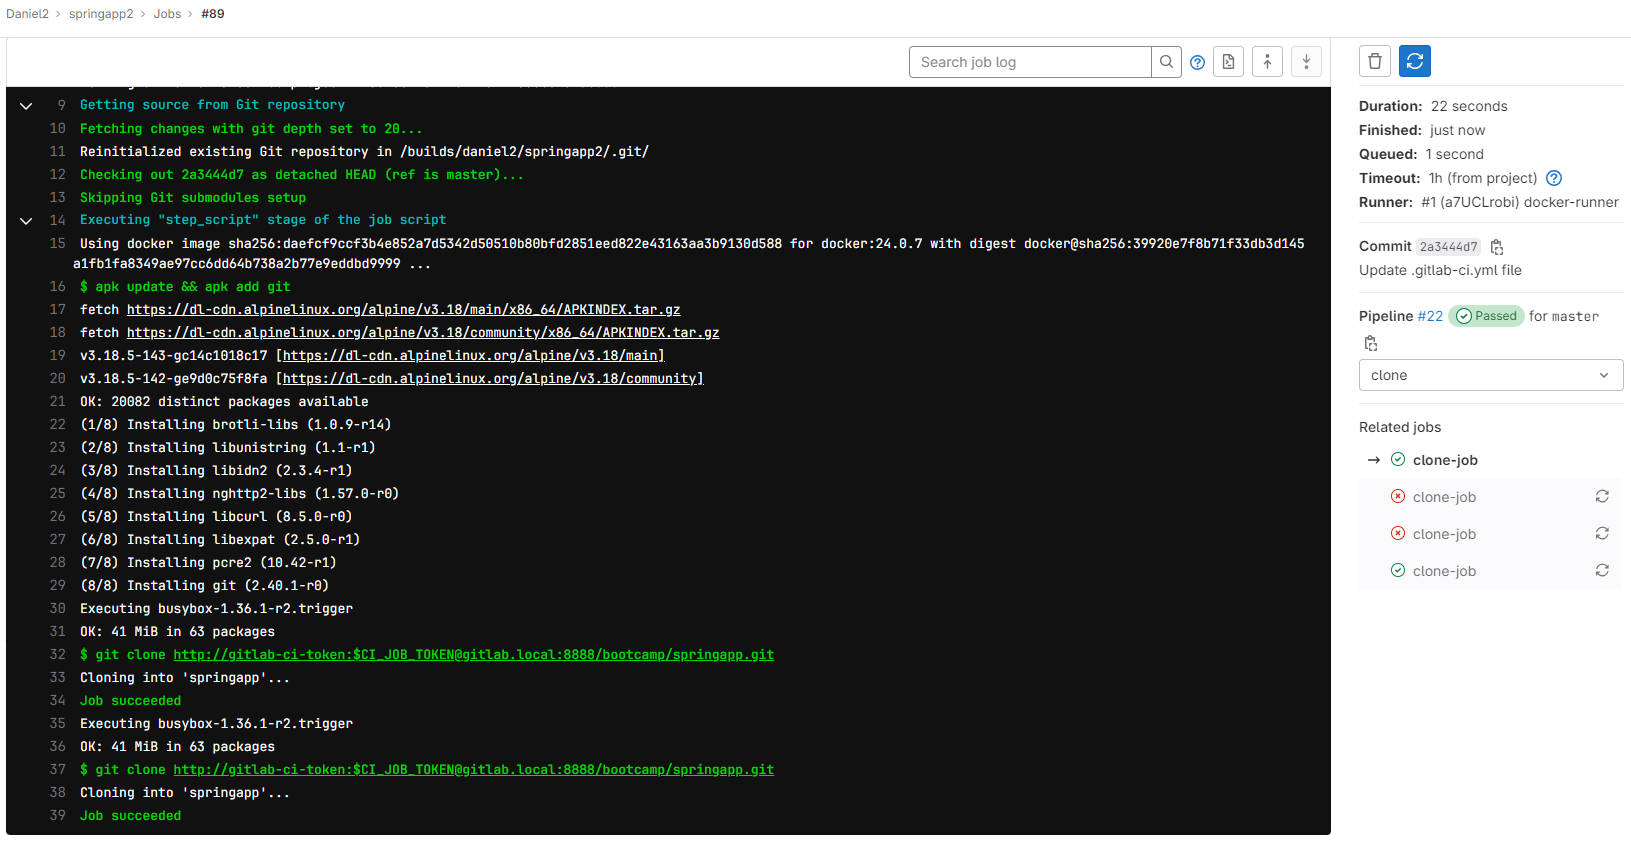 Daniel2 › springapp2 › Jobs › #89
Search job log
9 Getting source from Git repository
10 Fetching changes with git depth set to 20...
11 Reinitialized existing Git repository in /builds/daniel2/springapp2/.git/
12 Checking out 2a3444d7 as detached HEAD (ref is master)...
13 Skipping Git submodules setup
14 Executing "step_script" stage of the job script
15 Using docker image sha256:daefcf9ccf3b4e852a7d5342d50510b80bfd2851eed822e43163aa3b9130d588 for docker:24.0.7 with digest docker@sha256:39920e7f8b71f33db3d145
a1fb1fa8349ae97cc6dd64b738a2b77e9eddbd9999 ...
16 $ apk update && apk add git
17 fetch https://dl-cdn.alpinelinux.org/alpine/v3.18/main/x86_64/APKINDEX.tar.gz
18 fetch https://dl-cdn.alpinelinux.org/alpine/v3.18/community/x86_64/APKINDEX.tar.gz
19 v3.18.5-143-gc14c1018c17 [https://dl-cdn.alpinelinux.org/alpine/v3.18/main]
20 v3.18.5-142-ge9d0c75f8fa [https://dl-cdn.alpinelinux.org/alpine/v3.18/community]
21 OK: 20082 distinct packages available
22 (1/8) Installing brotli-libs (1.0.9-r14)
23 (2/8) Installing libunistring (1.1-r1)
24 (3/8) Installing libidn2 (2.3.4-r1)
25 (4/8) Installing nghttp2-libs (1.57.0-r0)
26 (5/8) Installing libcurl (8.5.0-r0)
27 (6/8) Installing libexpat (2.5.0-r1)
28 (7/8) Installing pcre2 (10.42-r1)
29 (8/8) Installing git (2.40.1-r0)
30 Executing busybox-1.36.1-r2.trigger
31 OK: 41 MiB in 63 packages
32 $ git clone http://gitlab-ci-token:$CI_JOB_TOKEN@gitlab.local:8888/bootcamp/springapp.git
33 Cloning into 'springapp'...
34 Job succeeded
35 Executing busybox-1.36.1-r2.trigger
36 OK: 41 MiB in 63 packages
37 $ git clone http://gitlab-ci-token:$CI_JOB_TOKEN@gitlab.local:8888/bootcamp/springapp.git
38 Cloning into 'springapp'...
39 Job succeeded
Duration: 22 seconds
Finished: just now
Queued: 1 second
Timeout: 1h (from project)
Runner: #1 (a7UCLrobi) docker-runner
Commit 2a3444d7
Update .gitlab-ci.yml file
Pipeline #22 Passed for master
clone
Related jobs
→ clone-job
clone-job
clone-job
clone-job